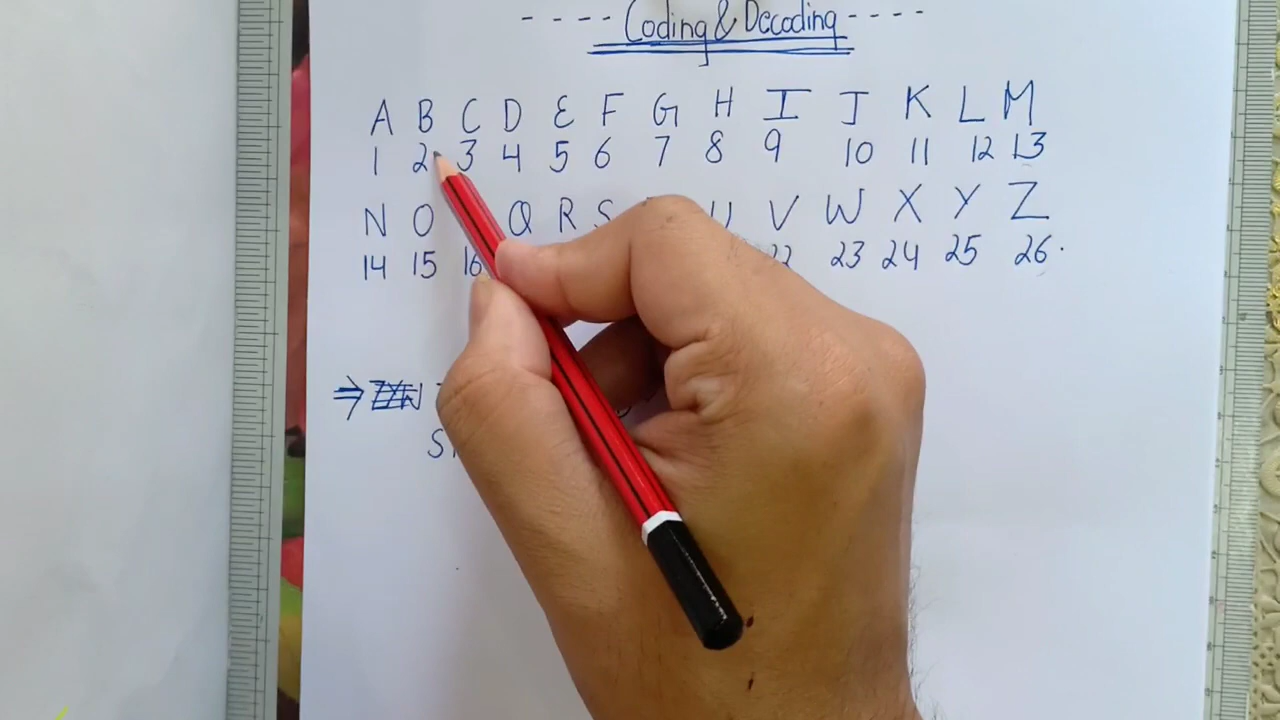 ---- Coding & Decoding ----
A B C D E F G H I J K L M
1 2 3 4 5 6 7 8 9 10 11 12 13
N O Q R S U V W X Y Z
14 15 16 22 23 24 25 26.
⇒
S